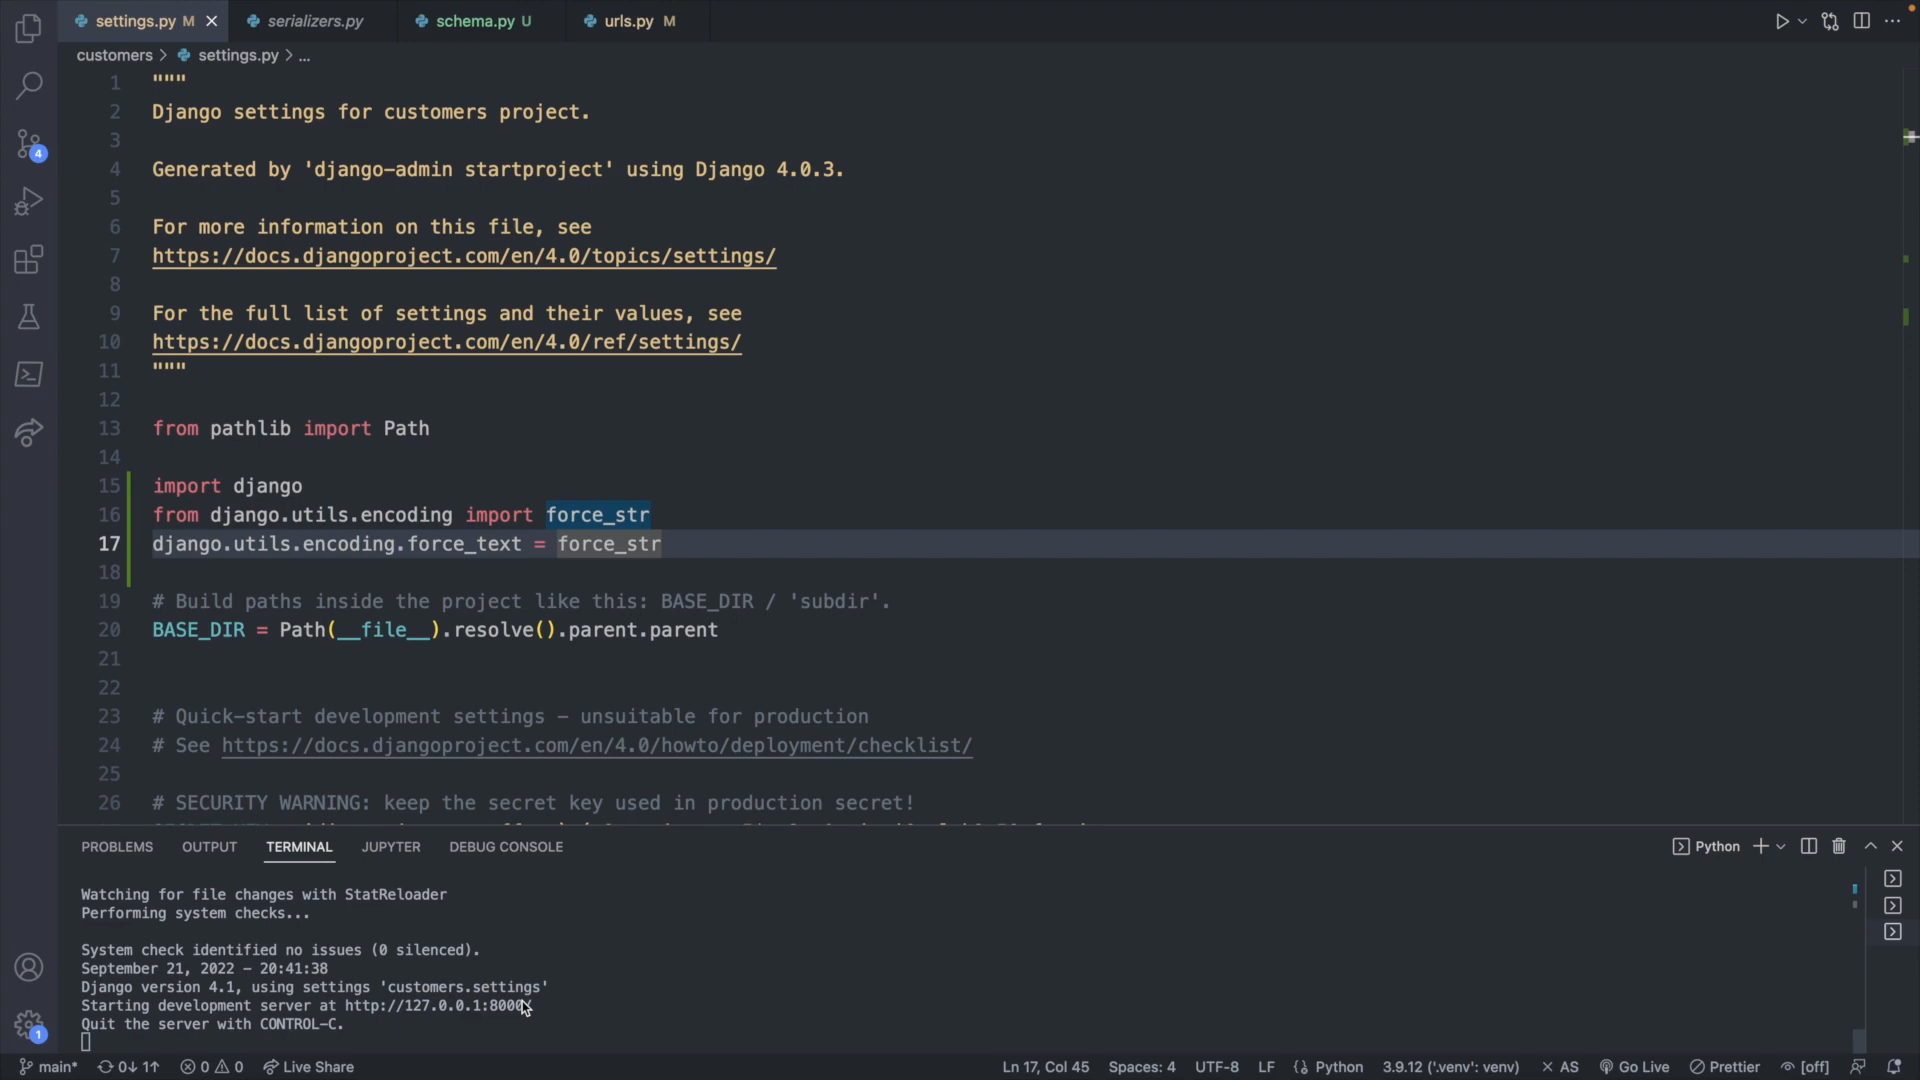 settings.py M
serializers.py
schema.py U
urls.py M
customers > settings.py > ...
1 """
2 Django settings for customers project.
3
4 Generated by 'django-admin startproject' using Django 4.0.3.
5
6 For more information on this file, see
7 https://docs.djangoproject.com/en/4.0/topics/settings/
8
9 For the full list of settings and their values, see
10 https://docs.djangoproject.com/en/4.0/ref/settings/
11 """
12
13 from pathlib import Path
14
15 import django
16 from django.utils.encoding import force_str
17 django.utils.encoding.force_text = force_str
18
19 # Build paths inside the project like this: BASE_DIR / 'subdir'.
20 BASE_DIR = Path(__file__).resolve().parent.parent
21
22
23 # Quick-start development settings - unsuitable for production
24 # See https://docs.djangoproject.com/en/4.0/howto/deployment/checklist/
25
26 # SECURITY WARNING: keep the secret key used in production secret!
4
PROBLEMS OUTPUT TERMINAL JUPYTER DEBUG CONSOLE
Python
Watching for file changes with StatReloader
Performing system checks...
System check identified no issues (0 silenced).
September 21, 2022 - 20:41:38
Django version 4.1, using settings 'customers.settings'
Starting development server at http://127.0.0.1:8000/
Quit the server with CONTROL-C.
1
main* 0↓ 1↑ 0 0 Live Share
Ln 17, Col 45 Spaces: 4 UTF-8 LF Python 3.9.12 ('.venv': venv) AS Go Live Prettier [off]